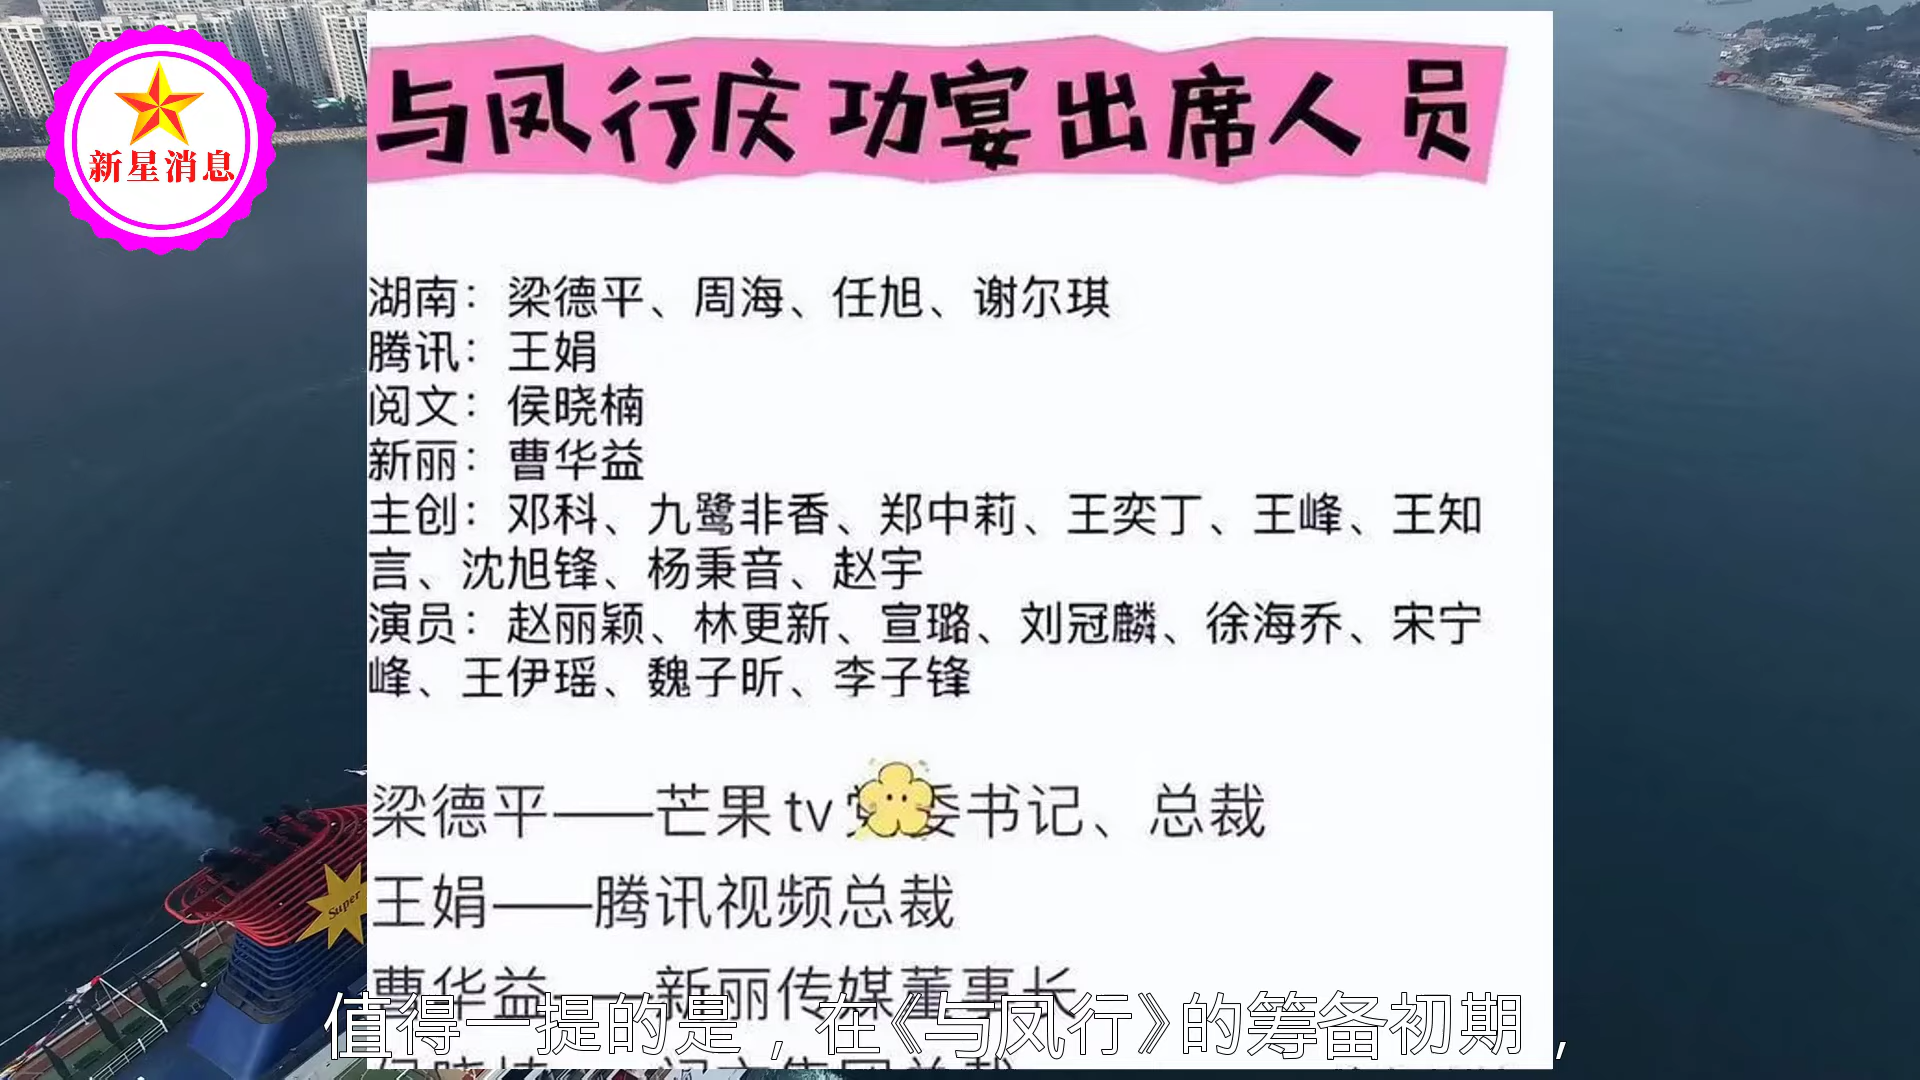 与凤行庆功宴出席人员
新星消息
湖南：梁德平、周海、任旭、谢尔琪
腾讯：王娟
阅文：侯晓楠
新丽：曹华益
主创：邓科、九鹭非香、郑中莉、王奕丁、王峰、王知
言、沈旭锋、杨秉音、赵宇
演员：赵丽颖、林更新、宣璐、刘冠麟、徐海乔、宋宁
峰、王伊瑶、魏子昕、李子锋
梁德平——芒果tv党委书记、总裁
王娟——腾讯视频总裁
曹华益——新丽传媒董事长
值得一提的是，在《与凤行》的筹备初期，
Super